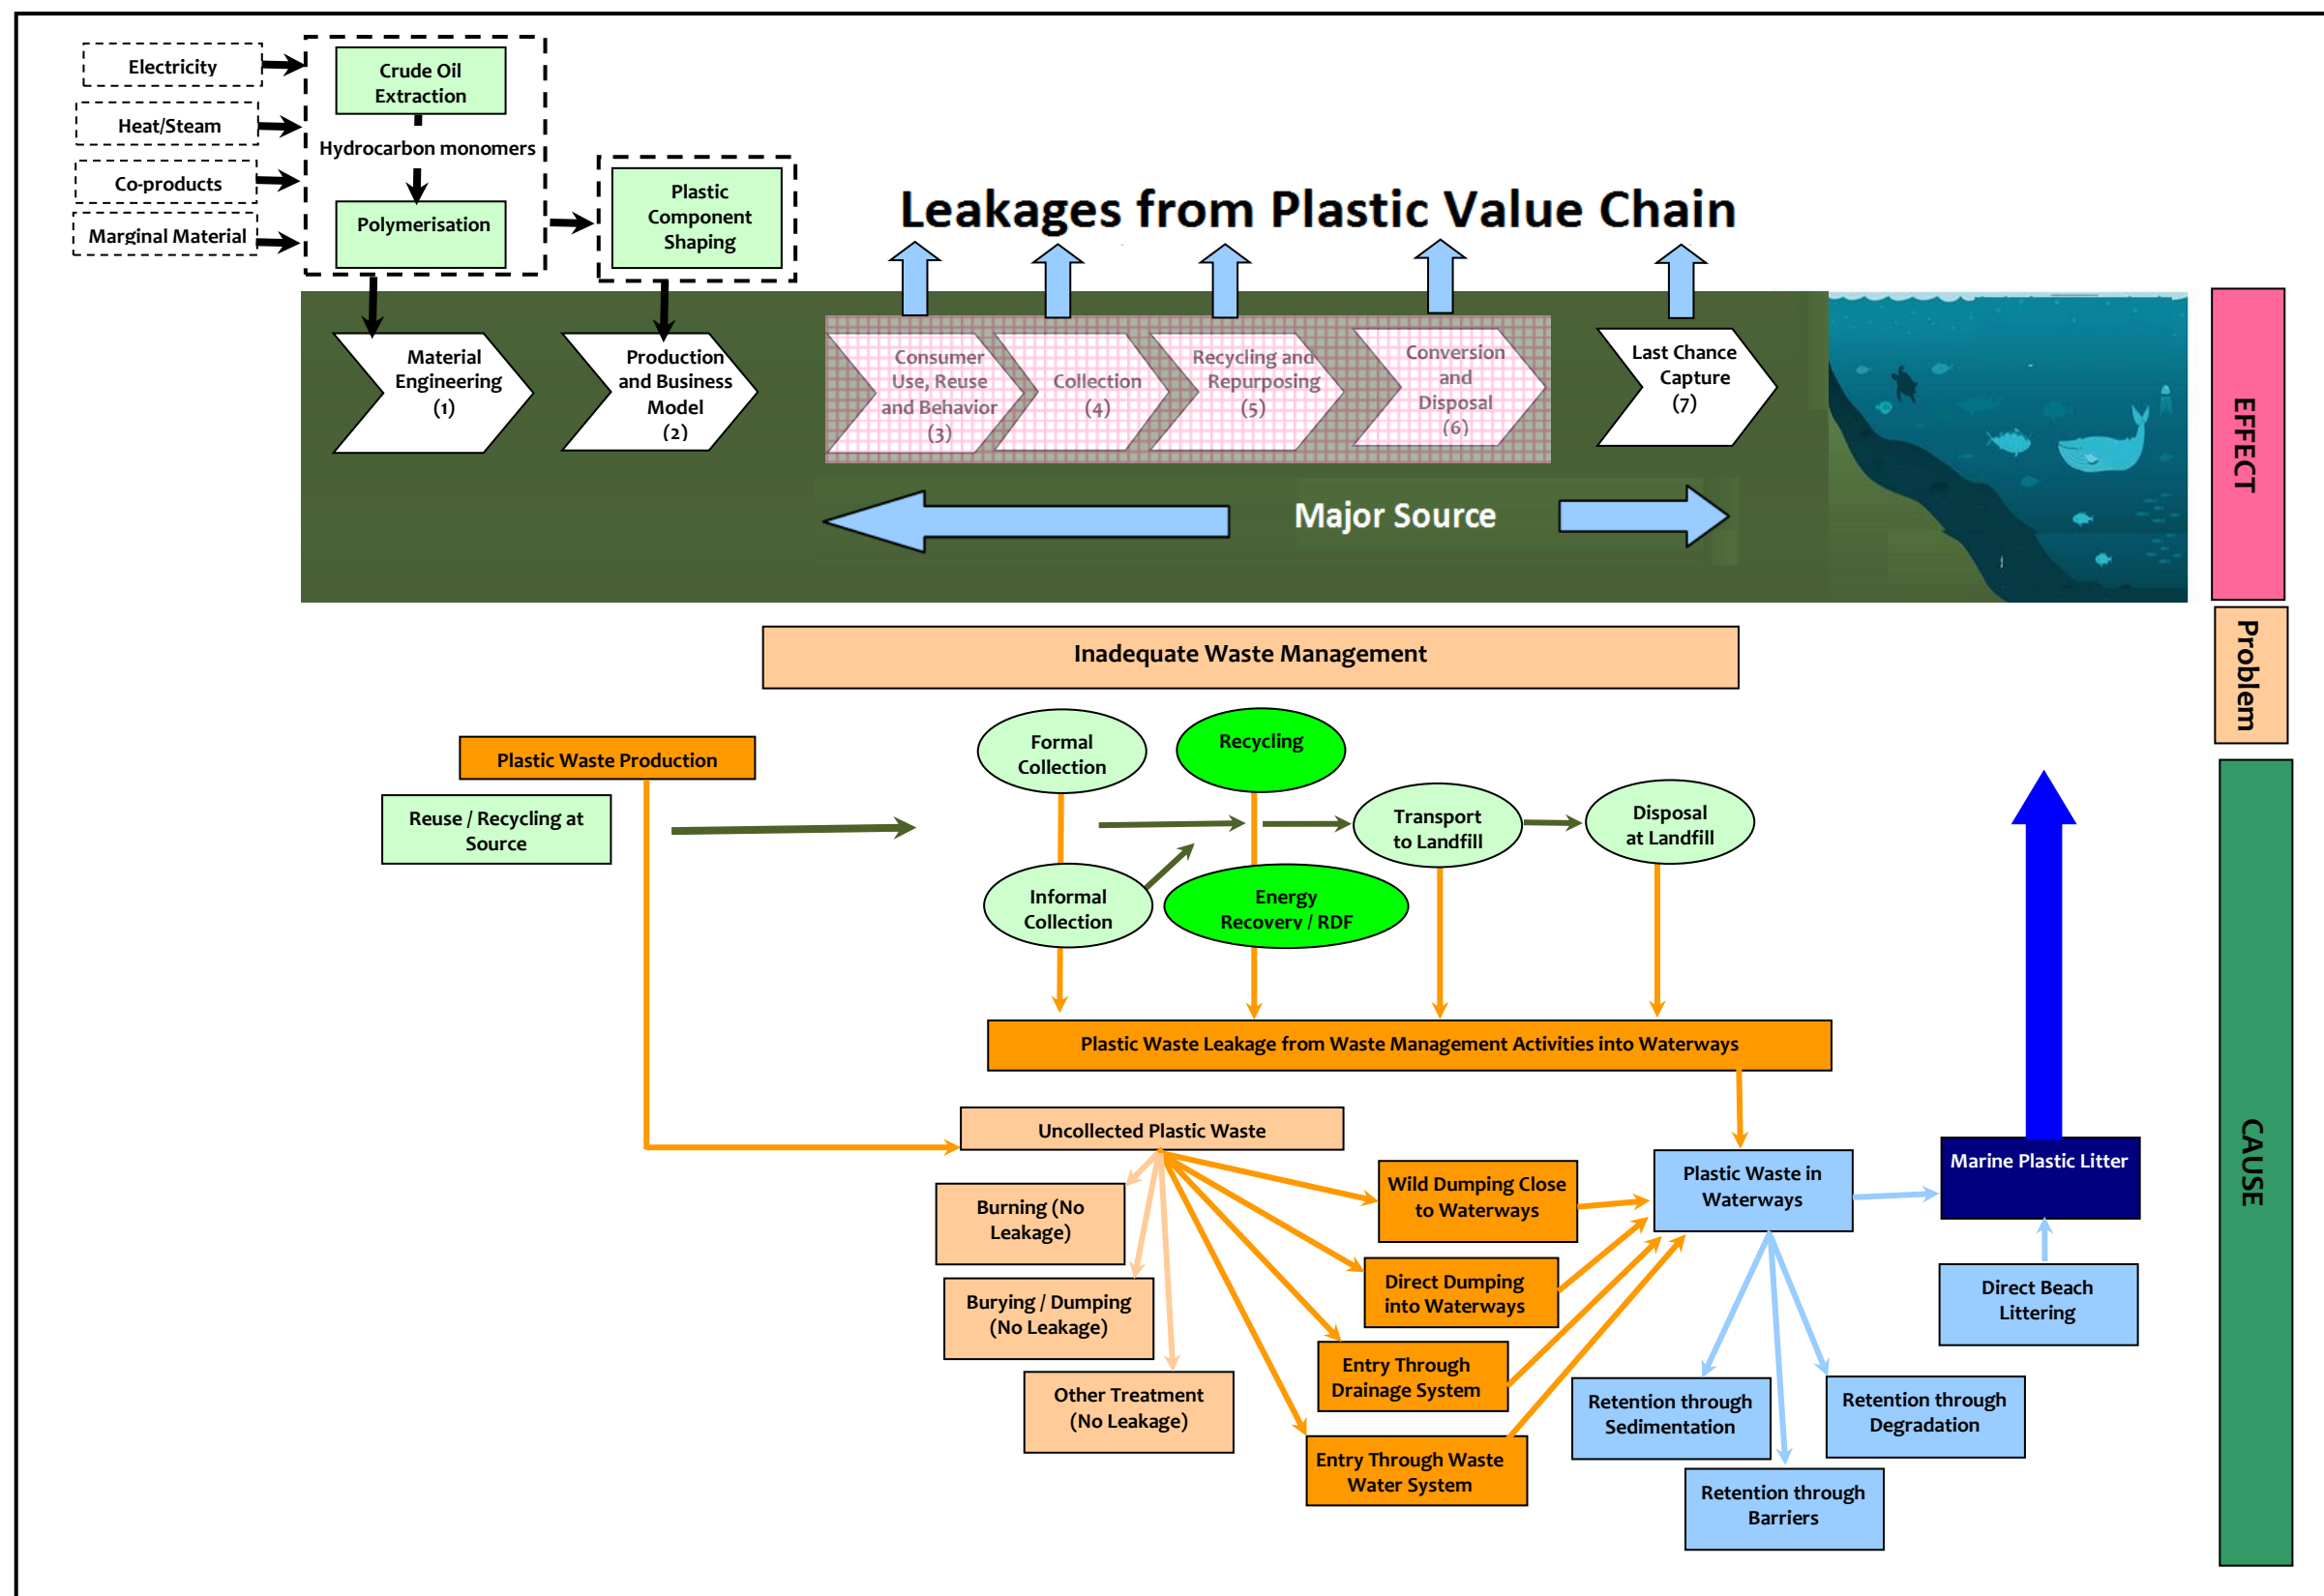 Electricity
Heat/Steam
Co-products
Marginal Material
Crude Oil
Extraction
Hydrocarbon monomers
Polymerisation
Plastic
Component
Shaping
Leakages from Plastic Value Chain
Material
Engineering
(1)
Production
and Business
Model
(2)
Consumer
Use, Reuse
and Behavior
(3)
Collection
(4)
Recycling and
Repurposing
(5)
Conversion
and
Disposal
(6)
Last Chance
Capture
(7)
Major Source
EFFECT
Inadequate Waste Management
Problem
Plastic Waste Production
Reuse / Recycling at
Source
Formal
Collection
Recycling
Informal
Collection
Energy
Recovery / RDF
Transport
to Landfill
Disposal
at Landfill
Plastic Waste Leakage from Waste Management Activities into Waterways
Uncollected Plastic Waste
Burning (No
Leakage)
Burying / Dumping
(No Leakage)
Other Treatment
(No Leakage)
Wild Dumping Close
to Waterways
Direct Dumping
into Waterways
Entry Through
Drainage System
Entry Through Waste
Water System
Plastic Waste in
Waterways
Marine Plastic Litter
Direct Beach
Littering
Retention through
Sedimentation
Retention through
Degradation
Retention through
Barriers
CAUSE